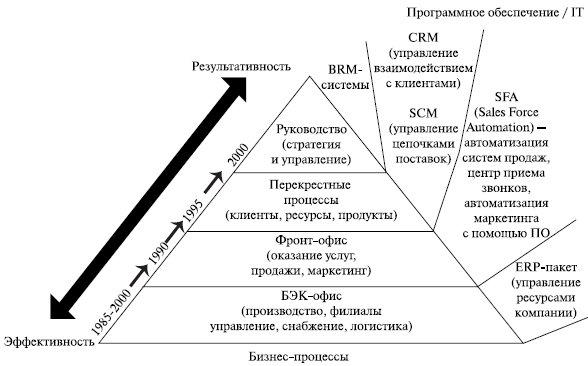 Программное обеспечение / IT
Результативность
BRM-
системы
CRM
(управление
взаимодействием
с клиентами)
SCM
(управление
цепочками
поставок)
SFA
(Sales Force
Automation) —
автоматизация
систем продаж,
центр приема
звонков,
автоматизация
маркетинга
с помощью ПО
ERP-пакет
(управление
ресурсами
компании)
Руководство
(стратегия
и управление)
Перекрестные
процессы
(клиенты, ресурсы, продукты)
Фронт-офис
(оказание услуг,
продажи, маркетинг)
БЭК-офис
(производство, филиалы
управление, снабжение, логистика)
2000
1995
1990
1985-2000
Эффективность
Бизнес-процессы